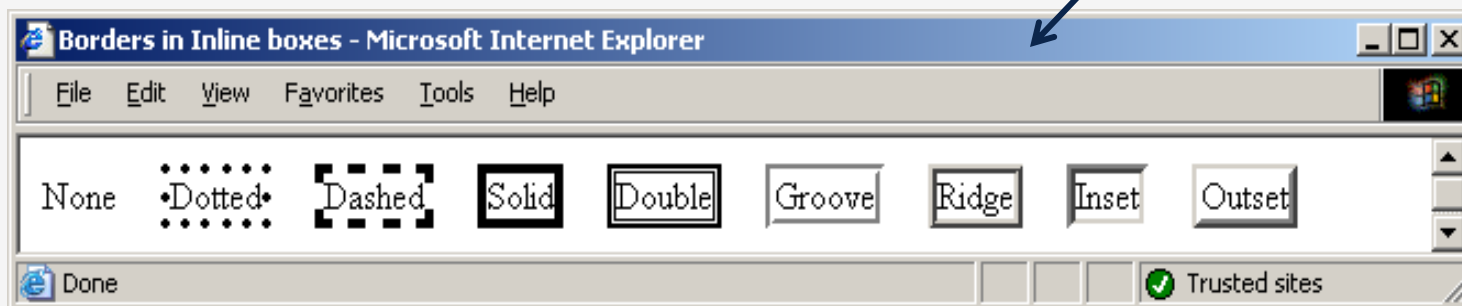 Borders in Inline boxes - Microsoft Internet Explorer
File Edit View Favorites Tools Help
None Dotted Dashed Solid Double Groove Ridge Inset Outset
Done Trusted sites